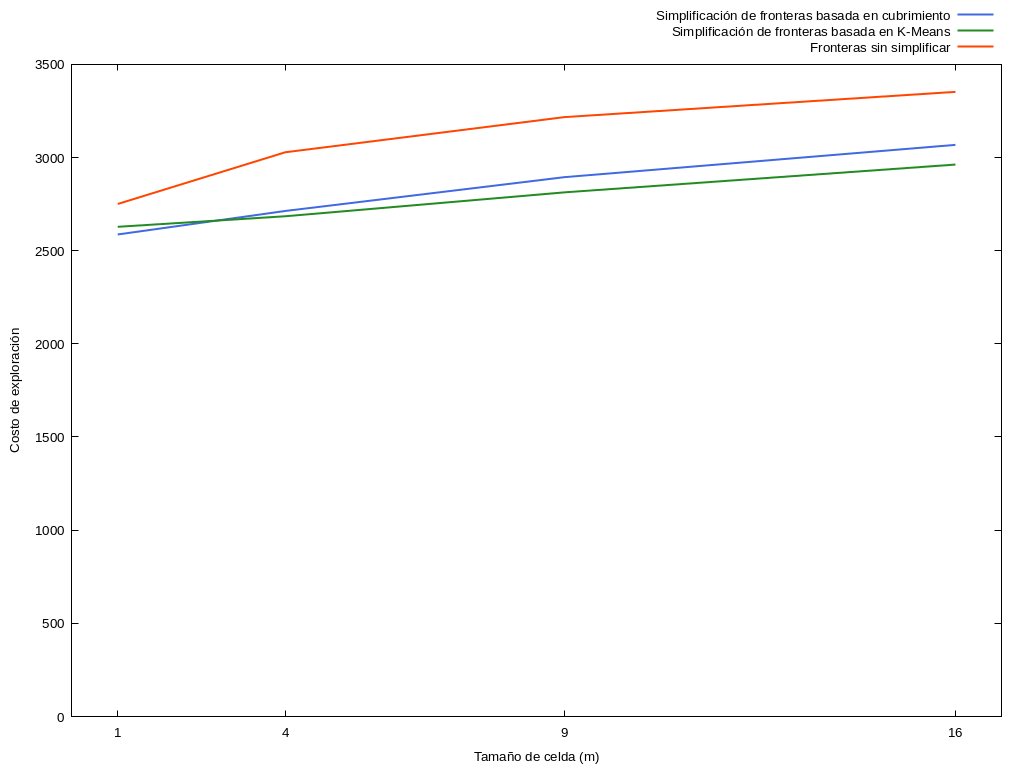 Simplificación de fronteras basada en cubrimiento
Simplificación de fronteras basada en K-Means
Fronteras sin simplificar
3500
3000
2500
2000
1500
1000
500
0
Costo de exploración
1 4 9 16
Tamaño de celda (m)